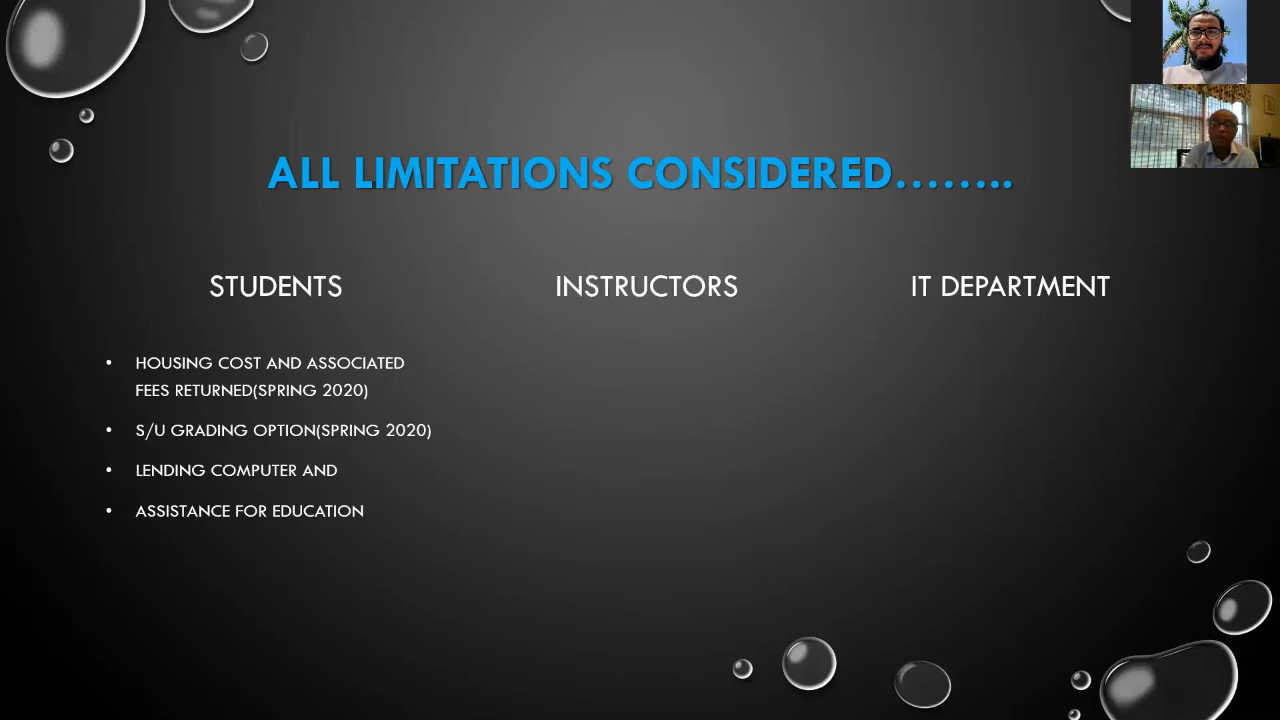 ALL LIMITATIONS CONSIDERED........
STUDENTS
INSTRUCTORS
IT DEPARTMENT
• HOUSING COST AND ASSOCIATED
FEES RETURNED(SPRING 2020)
• S/U GRADING OPTION(SPRING 2020)
• LENDING COMPUTER AND
• ASSISTANCE FOR EDUCATION